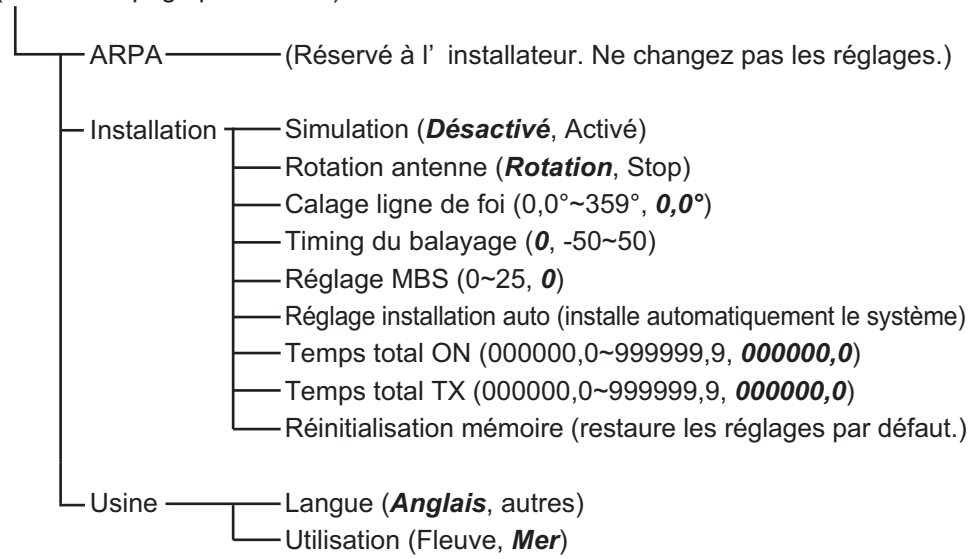 ARPA (Réservé à l' installateur. Ne changez pas les réglages.)
Installation Simulation (Désactivé, Activé)
Rotation antenne (Rotation, Stop)
Calage ligne de foi (0,0°~359°, 0,0°)
Timing du balayage (0, -50~50)
Réglage MBS (0~25, 0)
Réglage installation auto (installe automatiquement le système)
Temps total ON (000000,0~999999,9, 000000,0)
Temps total TX (000000,0~999999,9, 000000,0)
Réinitialisation mémoire (restaure les réglages par défaut.)
Usine Langue (Anglais, autres)
Utilisation (Fleuve, Mer)